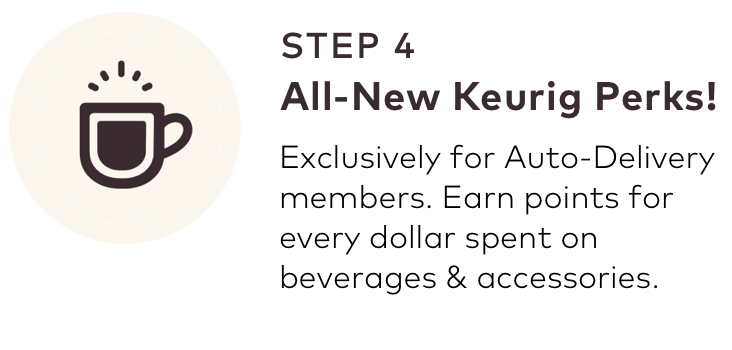 STEP 4
All-New Keurig Perks!
Exclusively for Auto-Delivery
members. Earn points for
every dollar spent on
beverages & accessories.